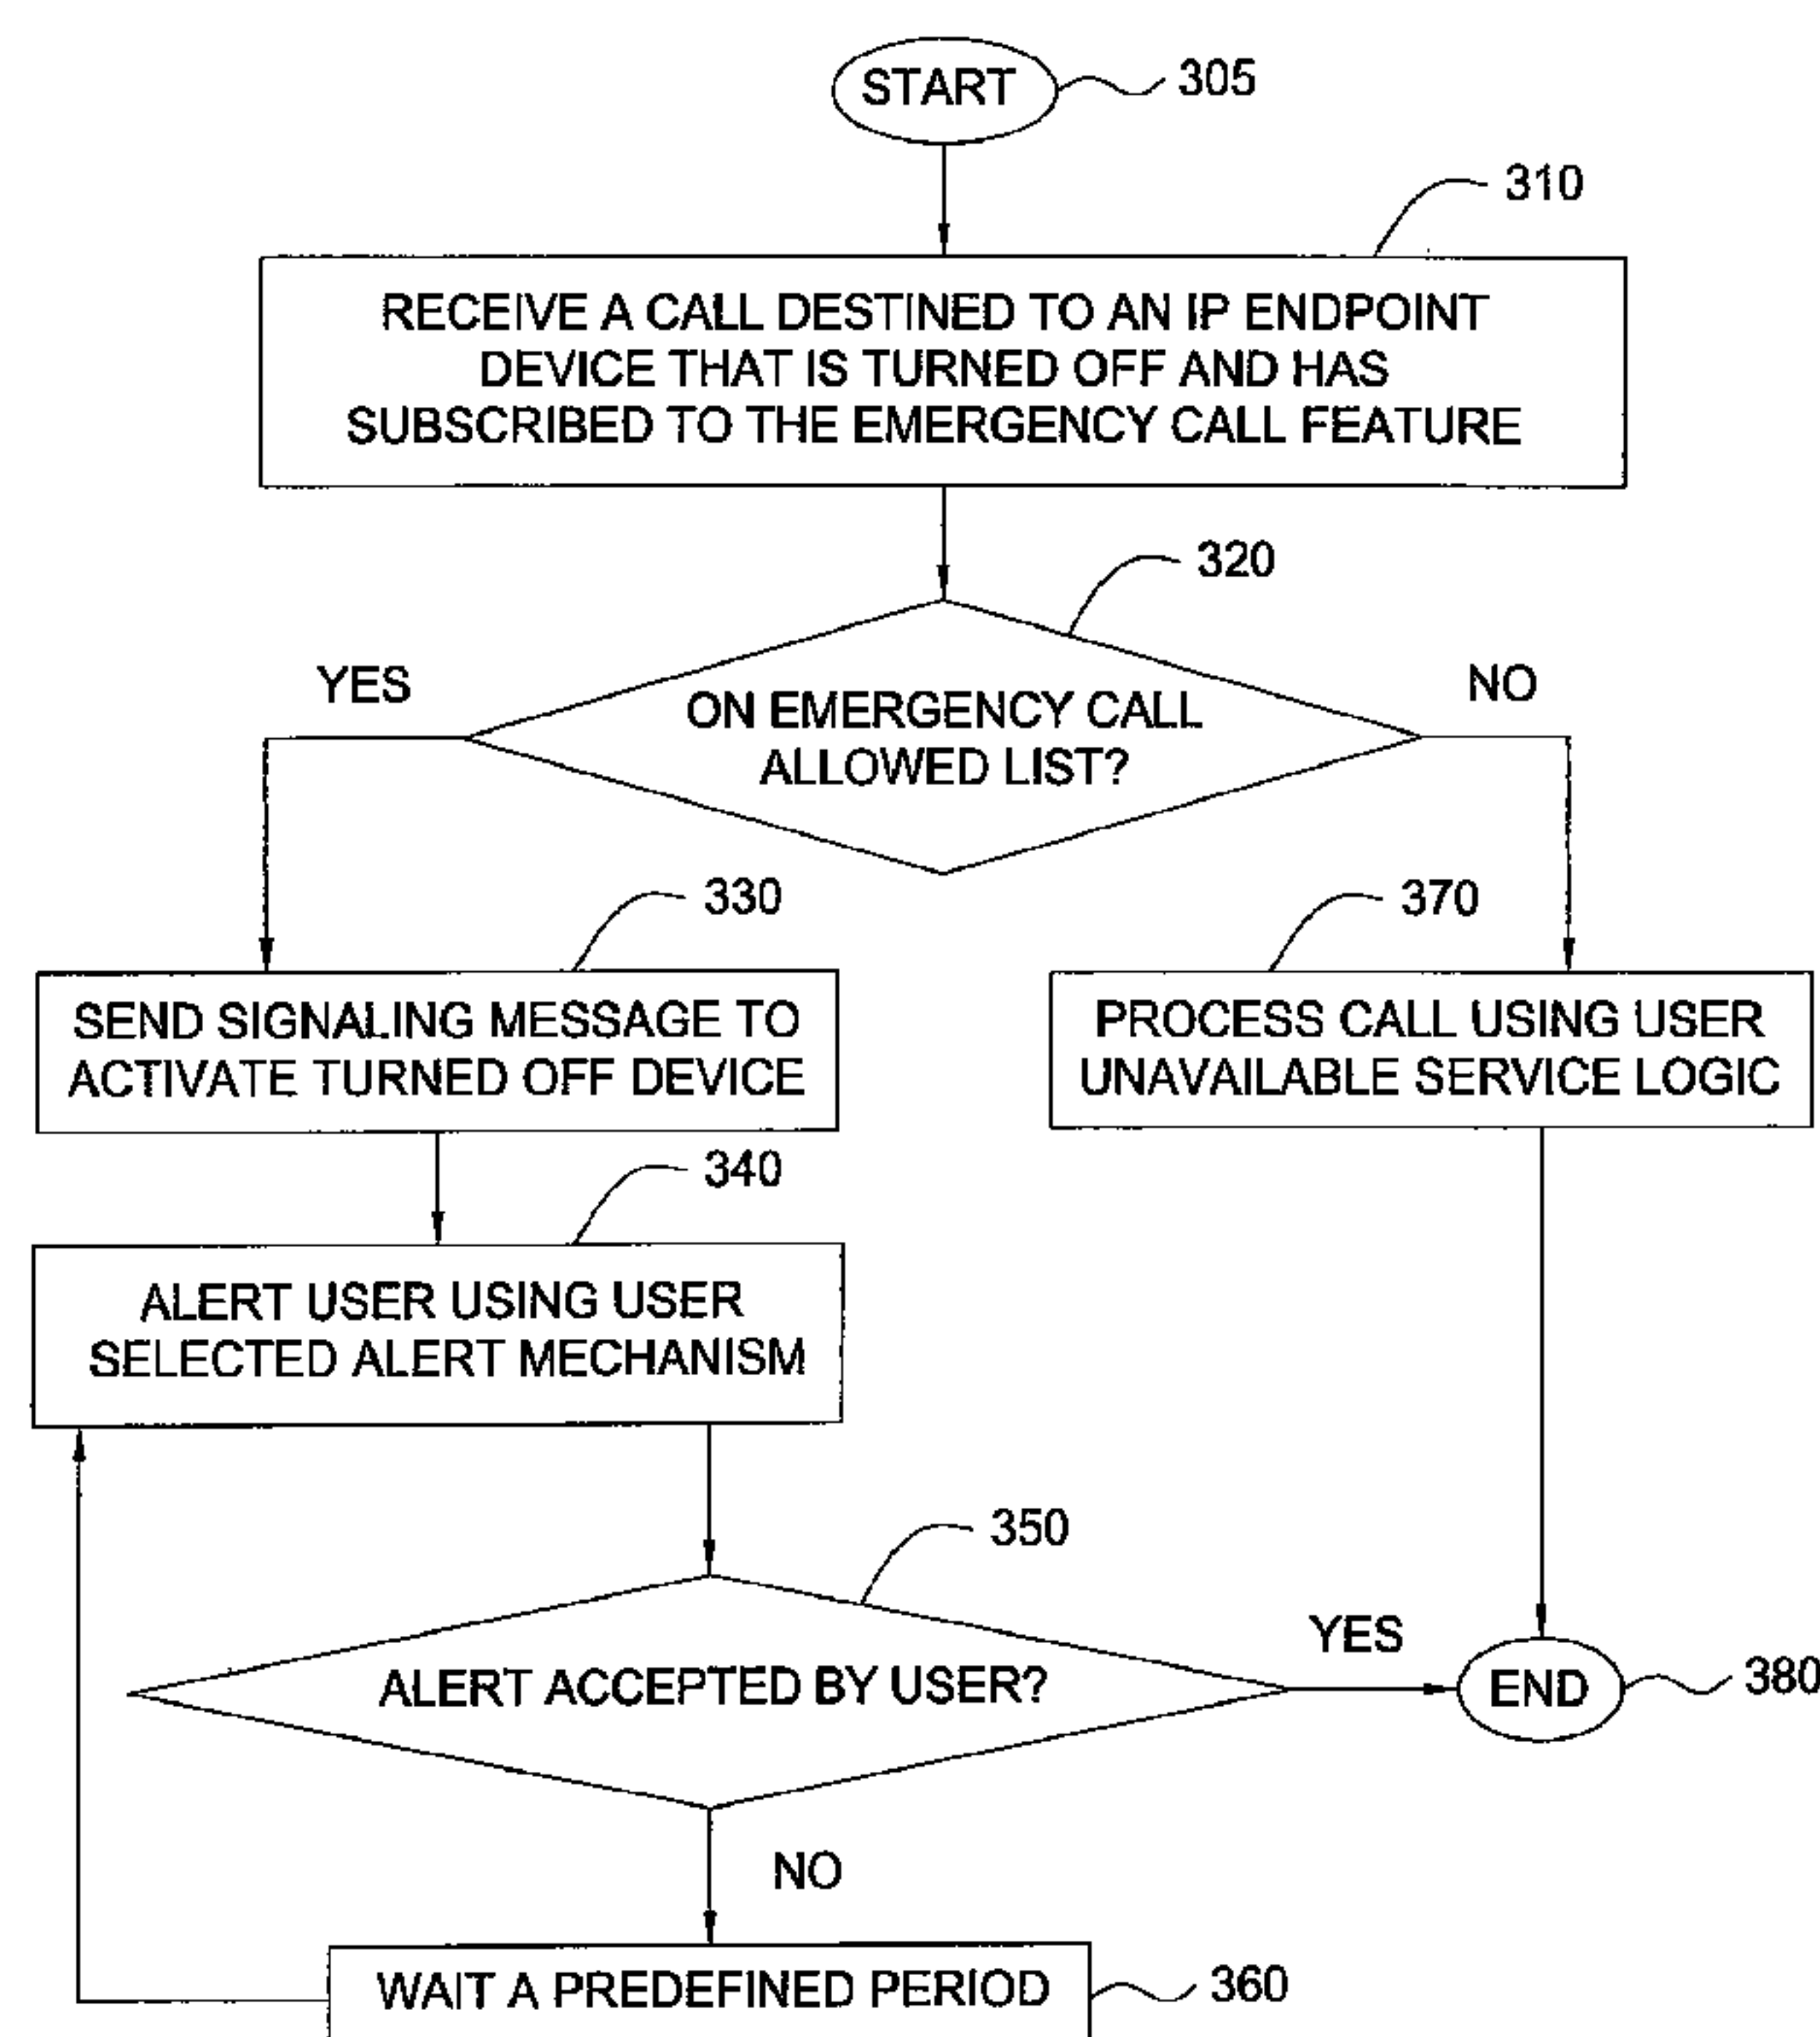 START
305
310
RECEIVE A CALL DESTINED TO AN IP ENDPOINT
DEVICE THAT IS TURNED OFF AND HAS
SUBSCRIBED TO THE EMERGENCY CALL FEATURE
320
YES
NO
ON EMERGENCY CALL
ALLOWED LIST?
330
370
SEND SIGNALING MESSAGE TO
ACTIVATE TURNED OFF DEVICE
PROCESS CALL USING USER
UNAVAILABLE SERVICE LOGIC
340
ALERT USER USING USER
SELECTED ALERT MECHANISM
350
YES
ALERT ACCEPTED BY USER?
END
380
NO
WAIT A PREDEFINED PERIOD
360